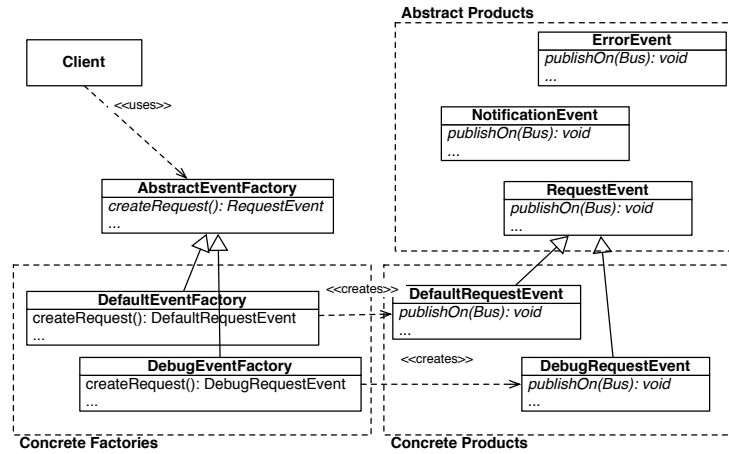 Abstract Products
ErrorEvent
publishOn(Bus): void
...
Client
<<uses>>
NotificationEvent
publishOn(Bus): void
...
AbstractEventFactory
createRequest(): RequestEvent
...
RequestEvent
publishOn(Bus): void
...
DefaultEventFactory
createRequest(): DefaultRequestEvent
...
<<creates>>
DefaultRequestEvent
publishOn(Bus): void
...
DebugEventFactory
createRequest(): DebugRequestEvent
...
<<creates>>
DebugRequestEvent
publishOn(Bus): void
...
Concrete Factories
Concrete Products